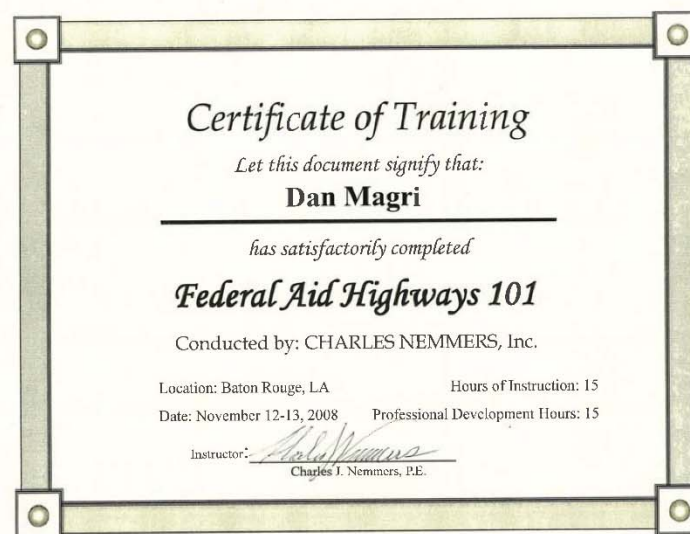 Certificate of Training
Let this document signify that:
Dan Magri
has satisfactorily completed
Federal Aid Highways 101
Conducted by: CHARLES NEMMERS, Inc.
Location: Baton Rouge, LA Hours of Instruction: 15
Date: November 12-13, 2008 Professional Development Hours: 15
Instructor:
Charles J. Nemmers, P.E.